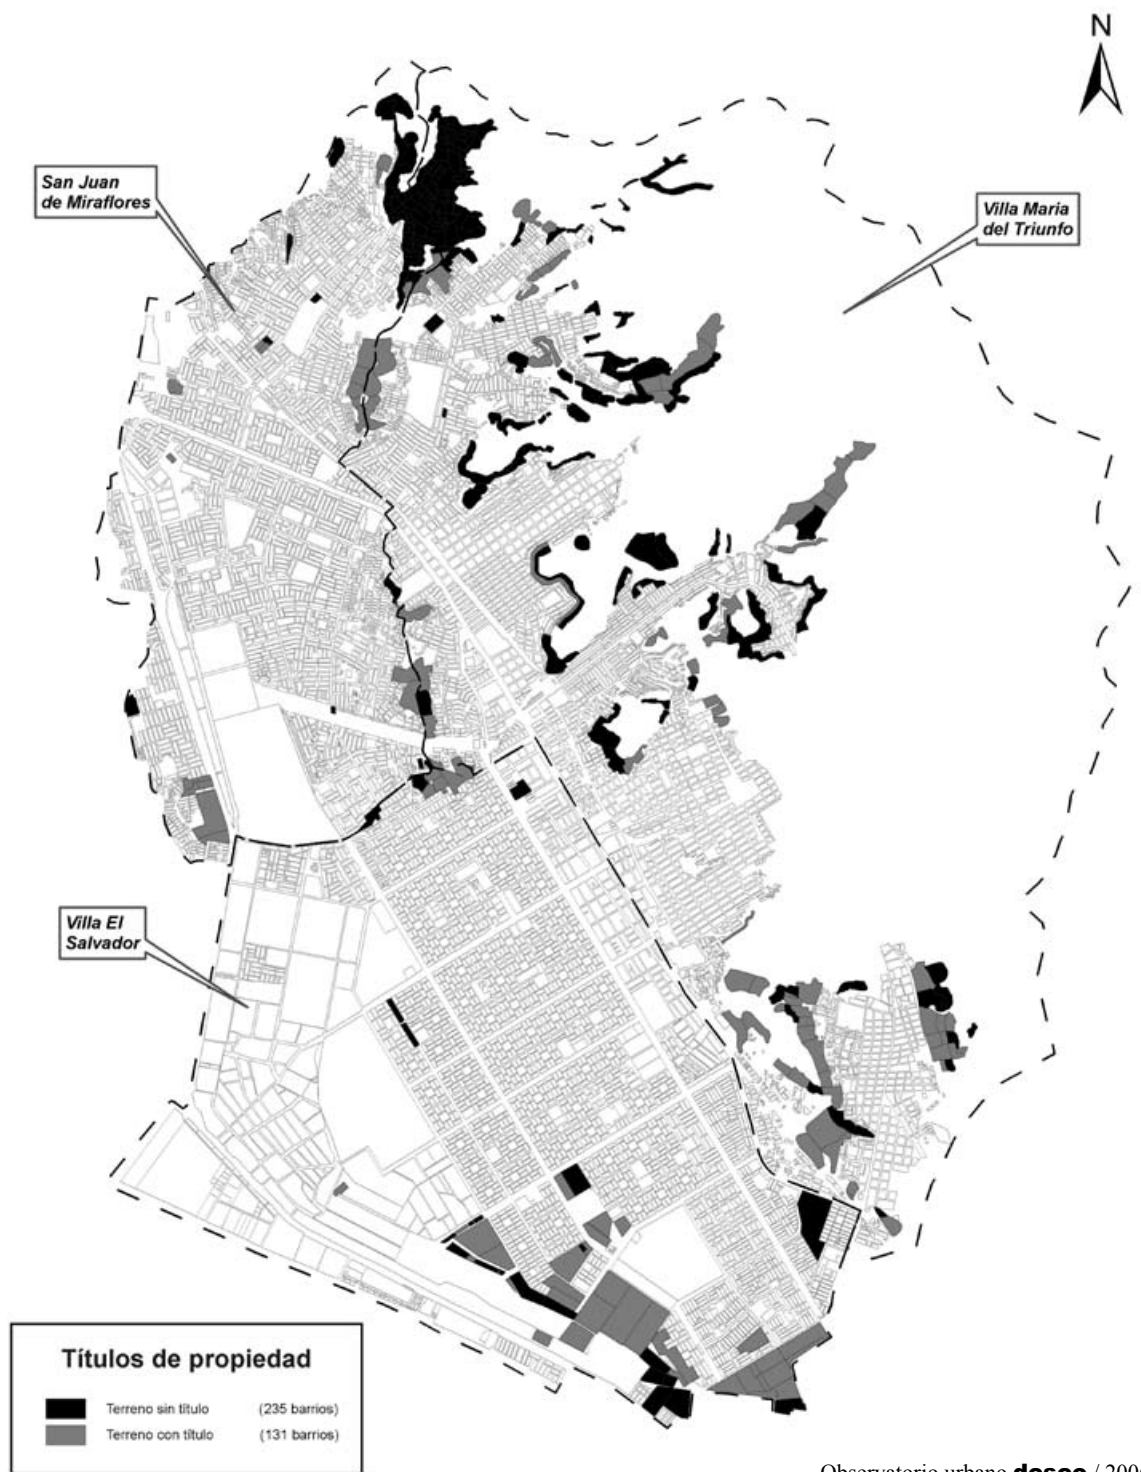 N
San Juan
de Miraflores
Villa Maria
del Triunfo
Villa El
Salvador
Títulos de propiedad
Terreno sin título (235 barrios)
Terreno con título (131 barrios)
Observatorio urbano desco / 200